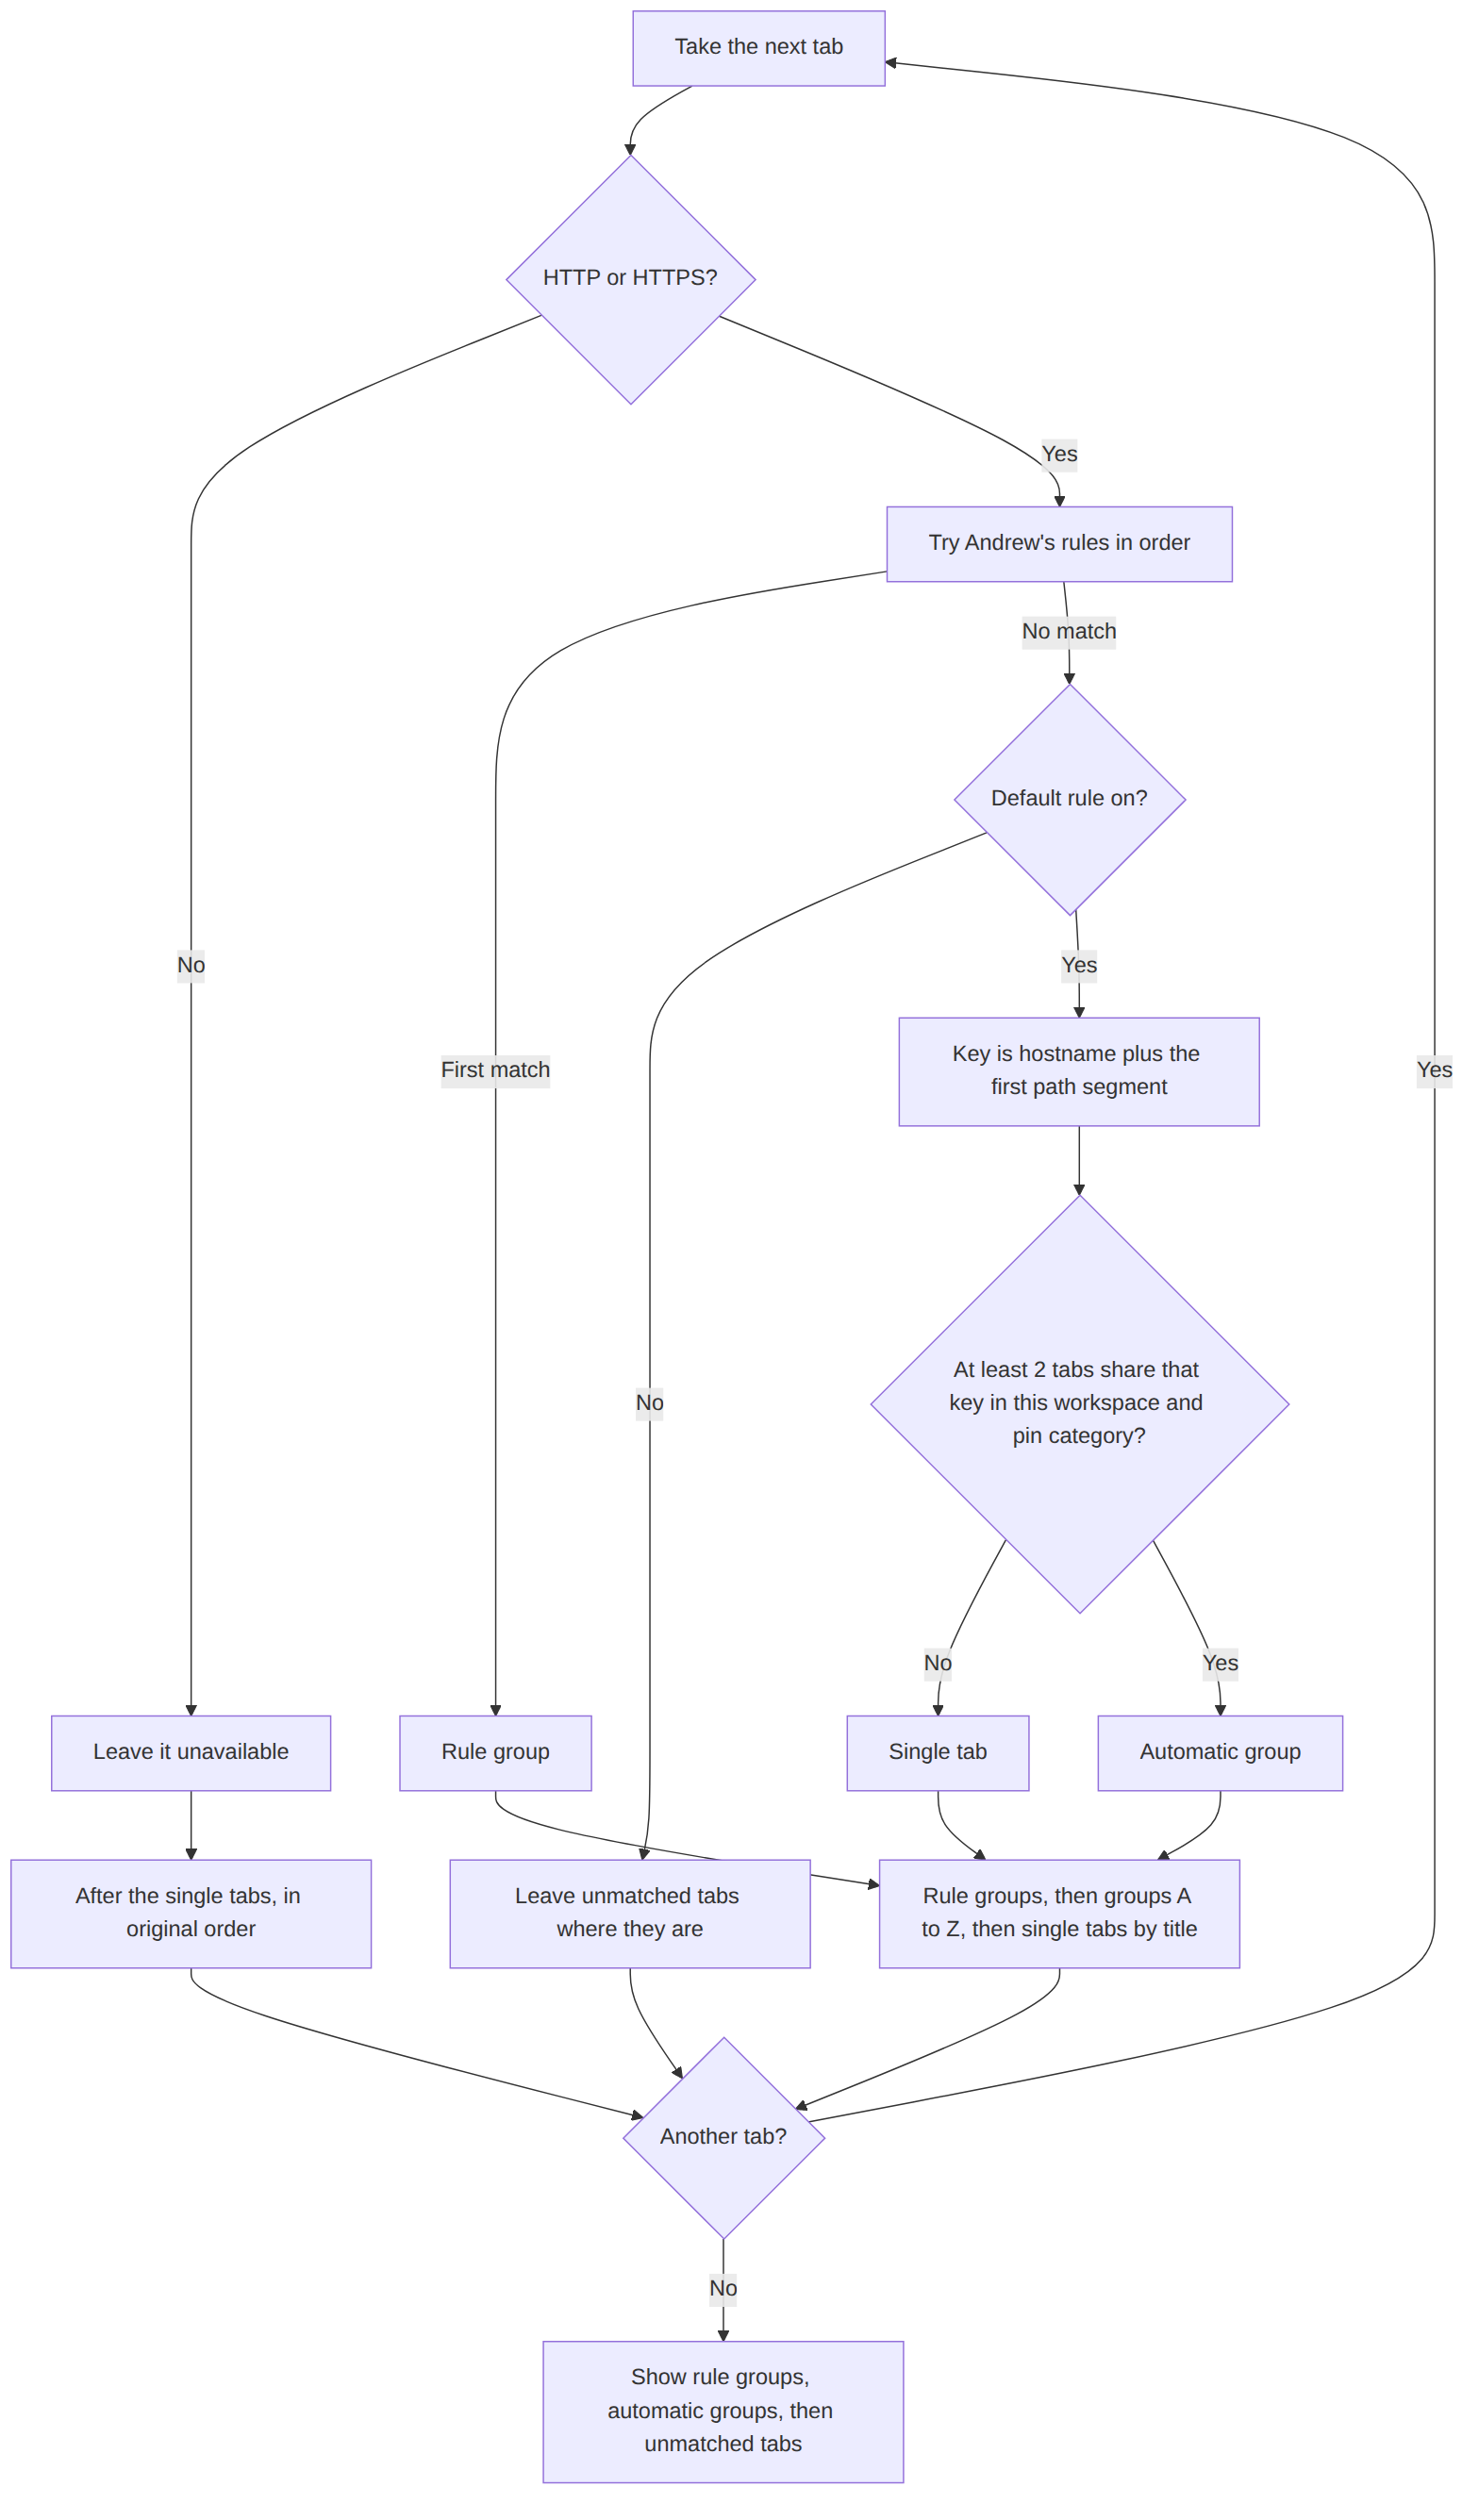 Take the next tab
HTTP or HTTPS?
Yes
Try Andrew's rules in order
No match
Default rule on?
No
Yes
Key is hostname plus the
first path segment
First match
Yes
At least 2 tabs share that
key in this workspace and
pin category?
No
No
Yes
Leave it unavailable
Rule group
Single tab
Automatic group
After the single tabs, in
original order
Leave unmatched tabs
where they are
Rule groups, then groups A
to Z, then single tabs by title
Another tab?
No
Show rule groups,
automatic groups, then
unmatched tabs